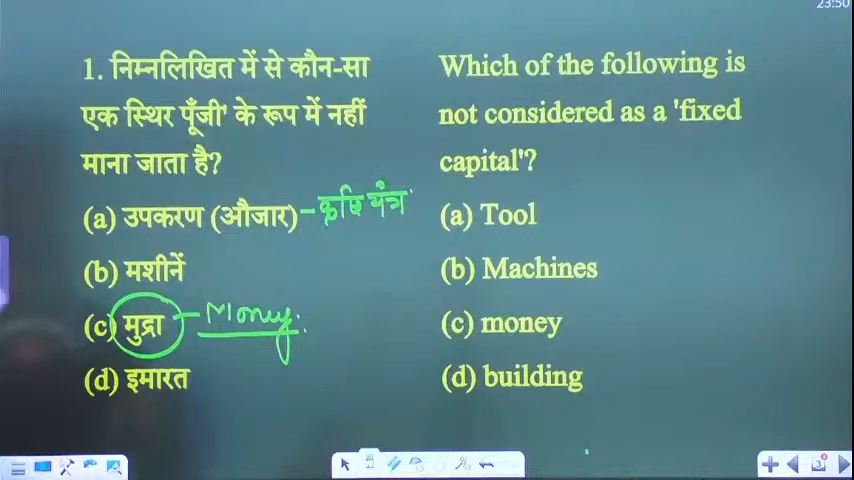 23:50
1. निम्नलिखित में से कौन-सा
एक स्थिर पूँजी' के रूप में नहीं
माना जाता है?
(a) उपकरण (औजार) – कृषि यंत्र
(b) मशीनें
(c) मुद्रा – Money
(d) इमारत
Which of the following is
not considered as a 'fixed
capital'?
(a) Tool
(b) Machines
(c) money
(d) building
3